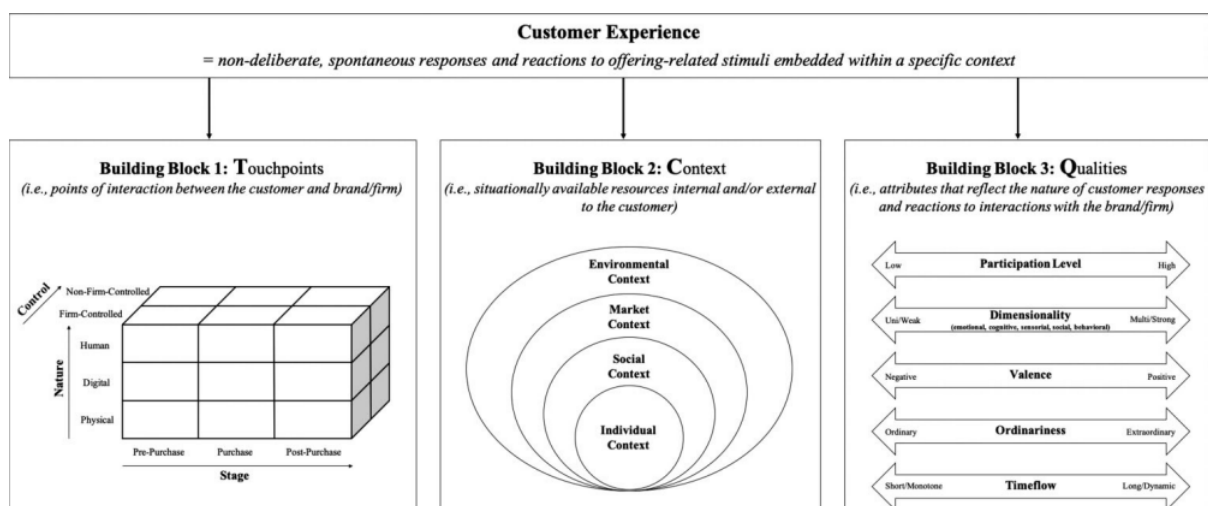 Customer Experience
= non-deliberate, spontaneous responses and reactions to offering-related stimuli embedded within a specific context
Building Block 1: Touchpoints
(i.e., points of interaction between the customer and brand/firm)
Control
Non-Firm-Controlled
Firm-Controlled
Nature
Human
Digital
Physical
Pre-Purchase Purchase Post-Purchase
Stage
Building Block 2: Context
(i.e., situationally available resources internal and/or external
to the customer)
Environmental
Context
Market
Context
Social
Context
Individual
Context
Building Block 3: Qualities
(i.e., attributes that reflect the nature of customer responses
and reactions to interactions with the brand/firm)
Low Participation Level High
Uni/Weak Dimensionality Multi/Strong
(emotional, cognitive, sensorial, social, behavioral)
Negative Valence Positive
Ordinary Ordinariness Extraordinary
Short/Monotone Timeflow Long/Dynamic